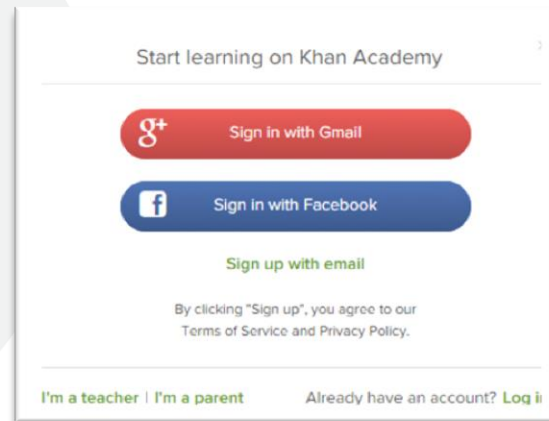 Start learning on Khan Academy
g+ Sign in with Gmail
f Sign in with Facebook
Sign up with email
By clicking "Sign up", you agree to our
Terms of Service and Privacy Policy.
I'm a teacher | I'm a parent Already have an account? Log i